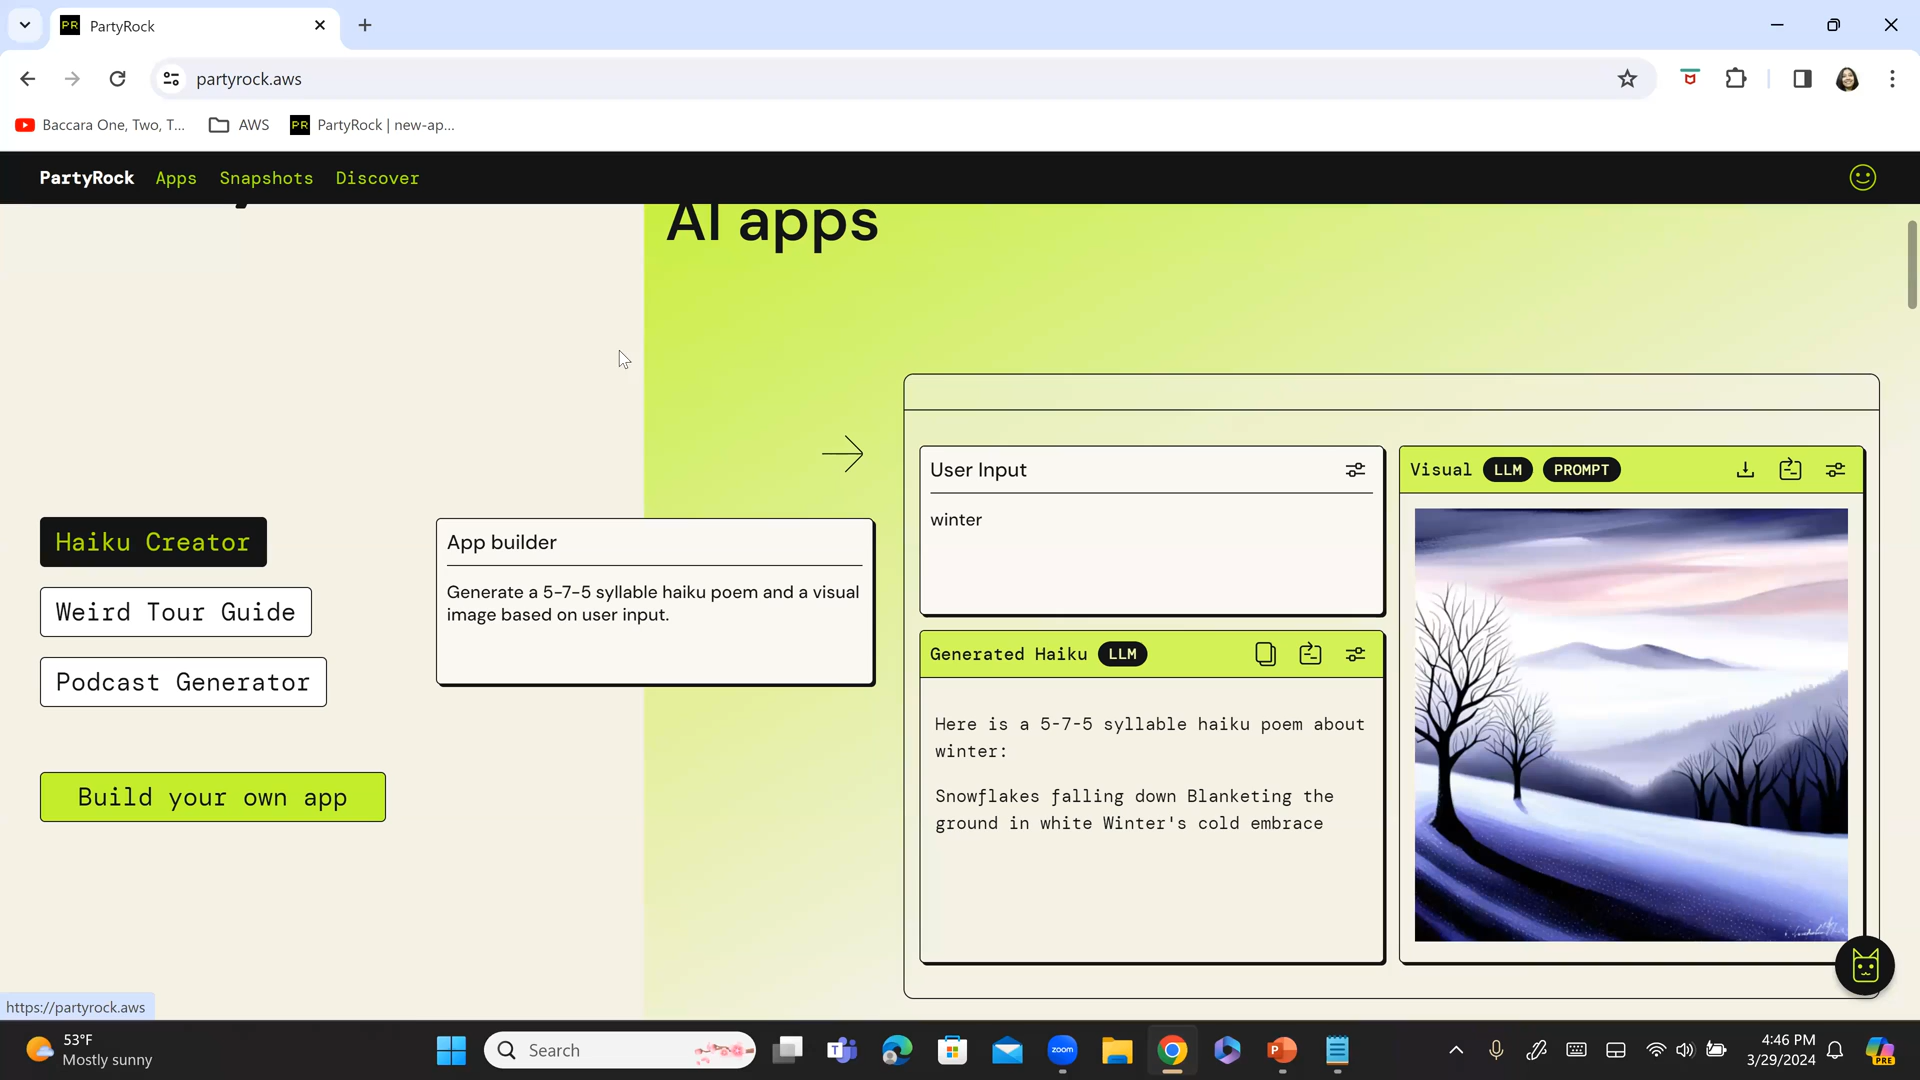 PR PartyRock
partyrock.aws
Baccara One, Two, T...
AWS
PR PartyRock | new-ap...
PartyRock Apps Snapshots Discover
AI apps
Haiku Creator
Weird Tour Guide
Podcast Generator
Build your own app
App builder
Generate a 5-7-5 syllable haiku poem and a visual
image based on user input.
User Input
winter
Generated Haiku LLM
Here is a 5-7-5 syllable haiku poem about
winter:
Snowflakes falling down Blanketing the
ground in white Winter's cold embrace
Visual LLM PROMPT
https://partyrock.aws
53°F
Mostly sunny
Search
zoom
4:46 PM
3/29/2024
PRE